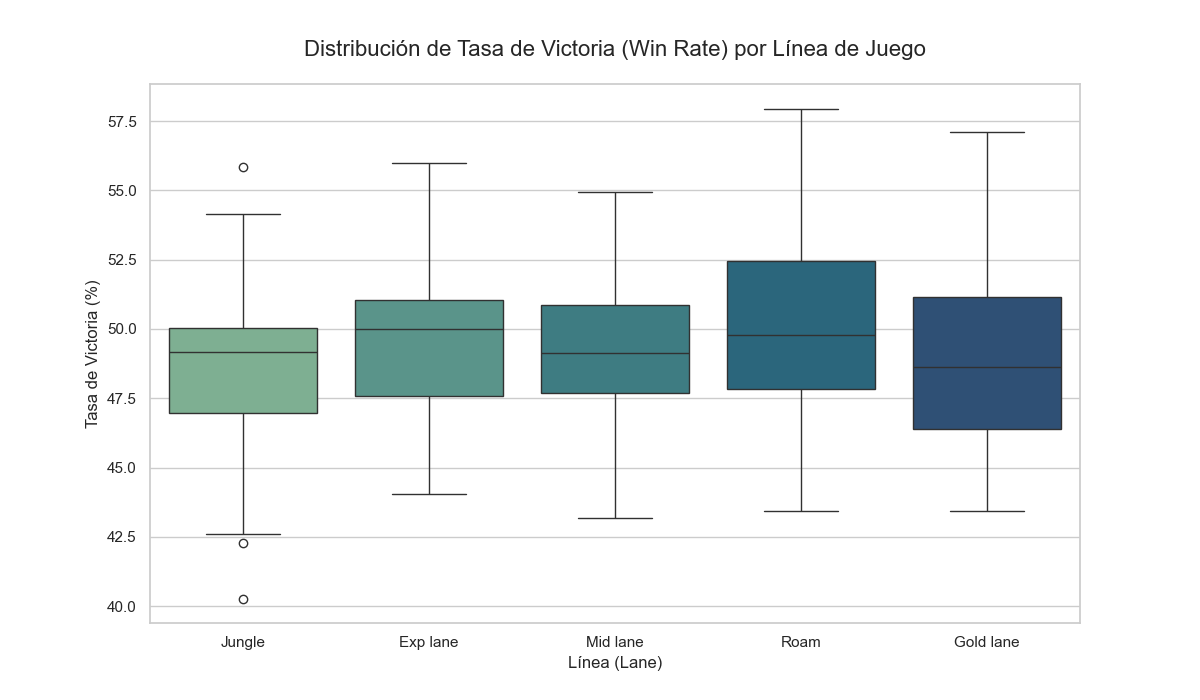 Distribución de Tasa de Victoria (Win Rate) por Línea de Juego
Tasa de Victoria (%)
57.5
55.0
52.5
50.0
47.5
45.0
42.5
40.0
Jungle
Exp lane
Mid lane
Roam
Gold lane
Línea (Lane)